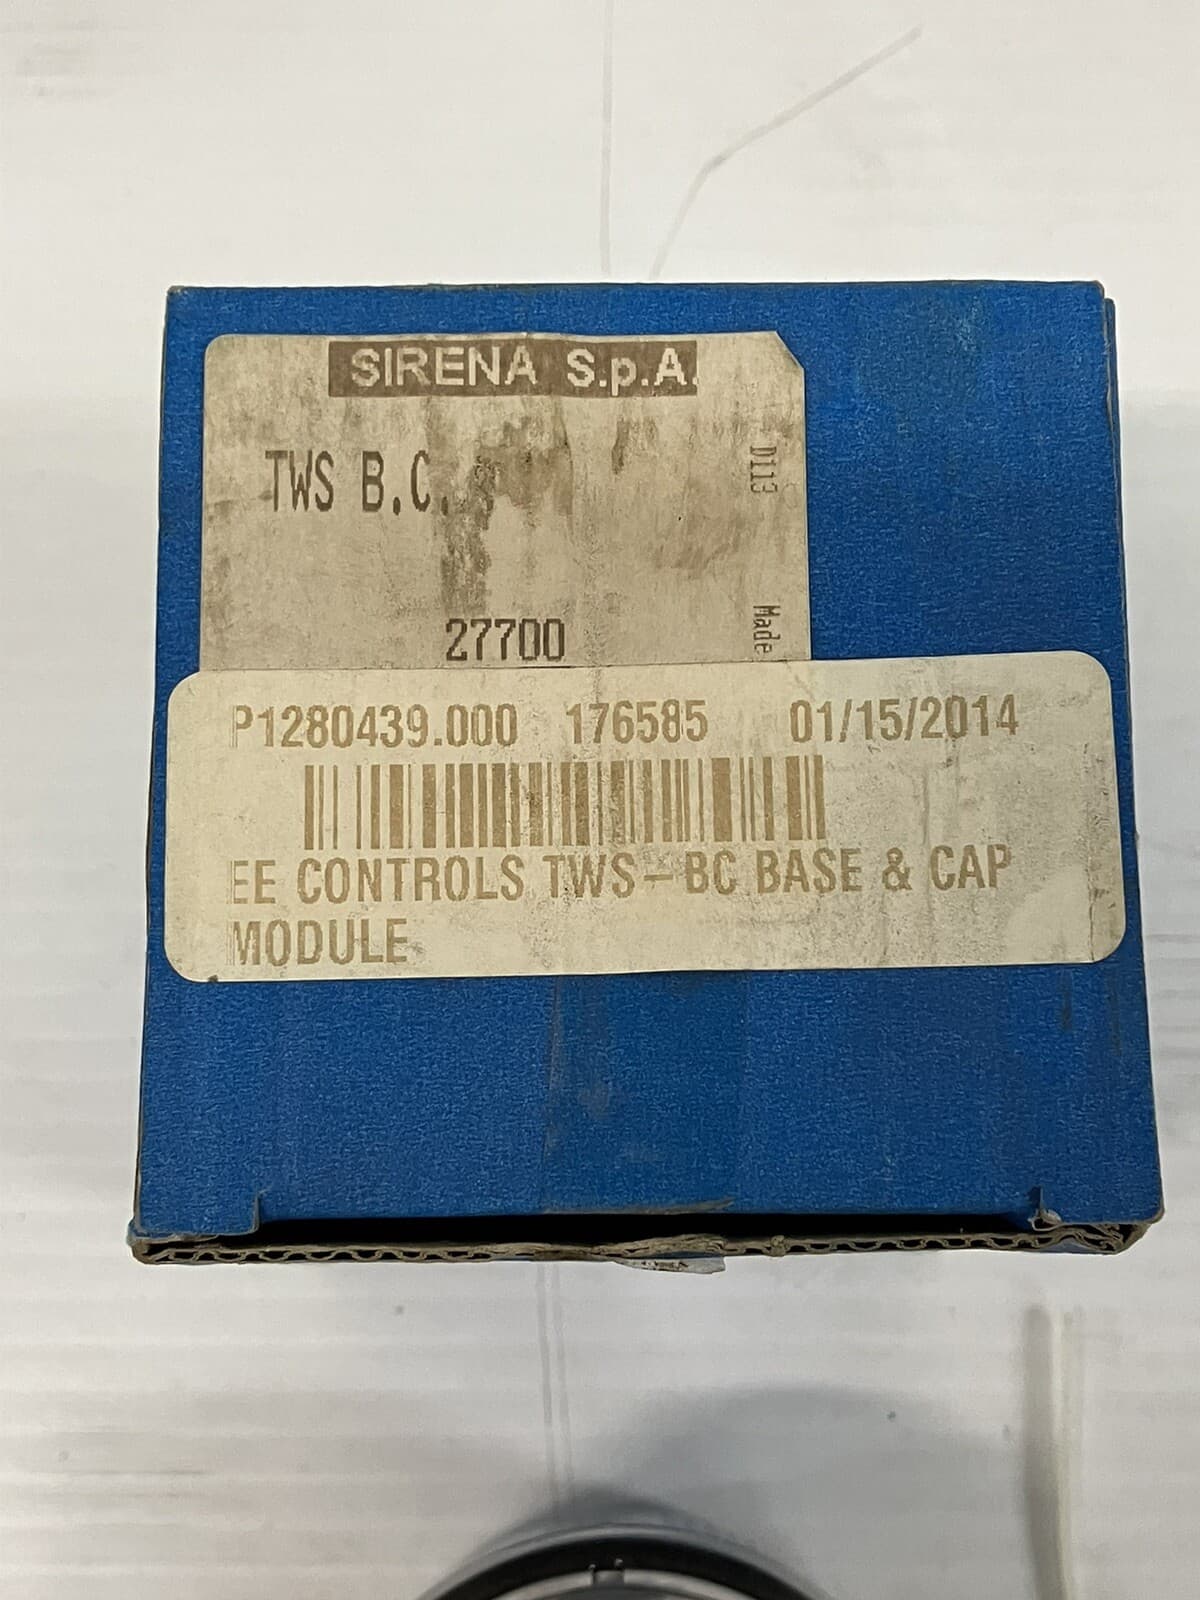 SIRENA S.p.A.
TWS B.C.
D113
27700
Made
P1280439.000 176585 01/15/2014
EE CONTROLS TWS-BC BASE & CAP
MODULE